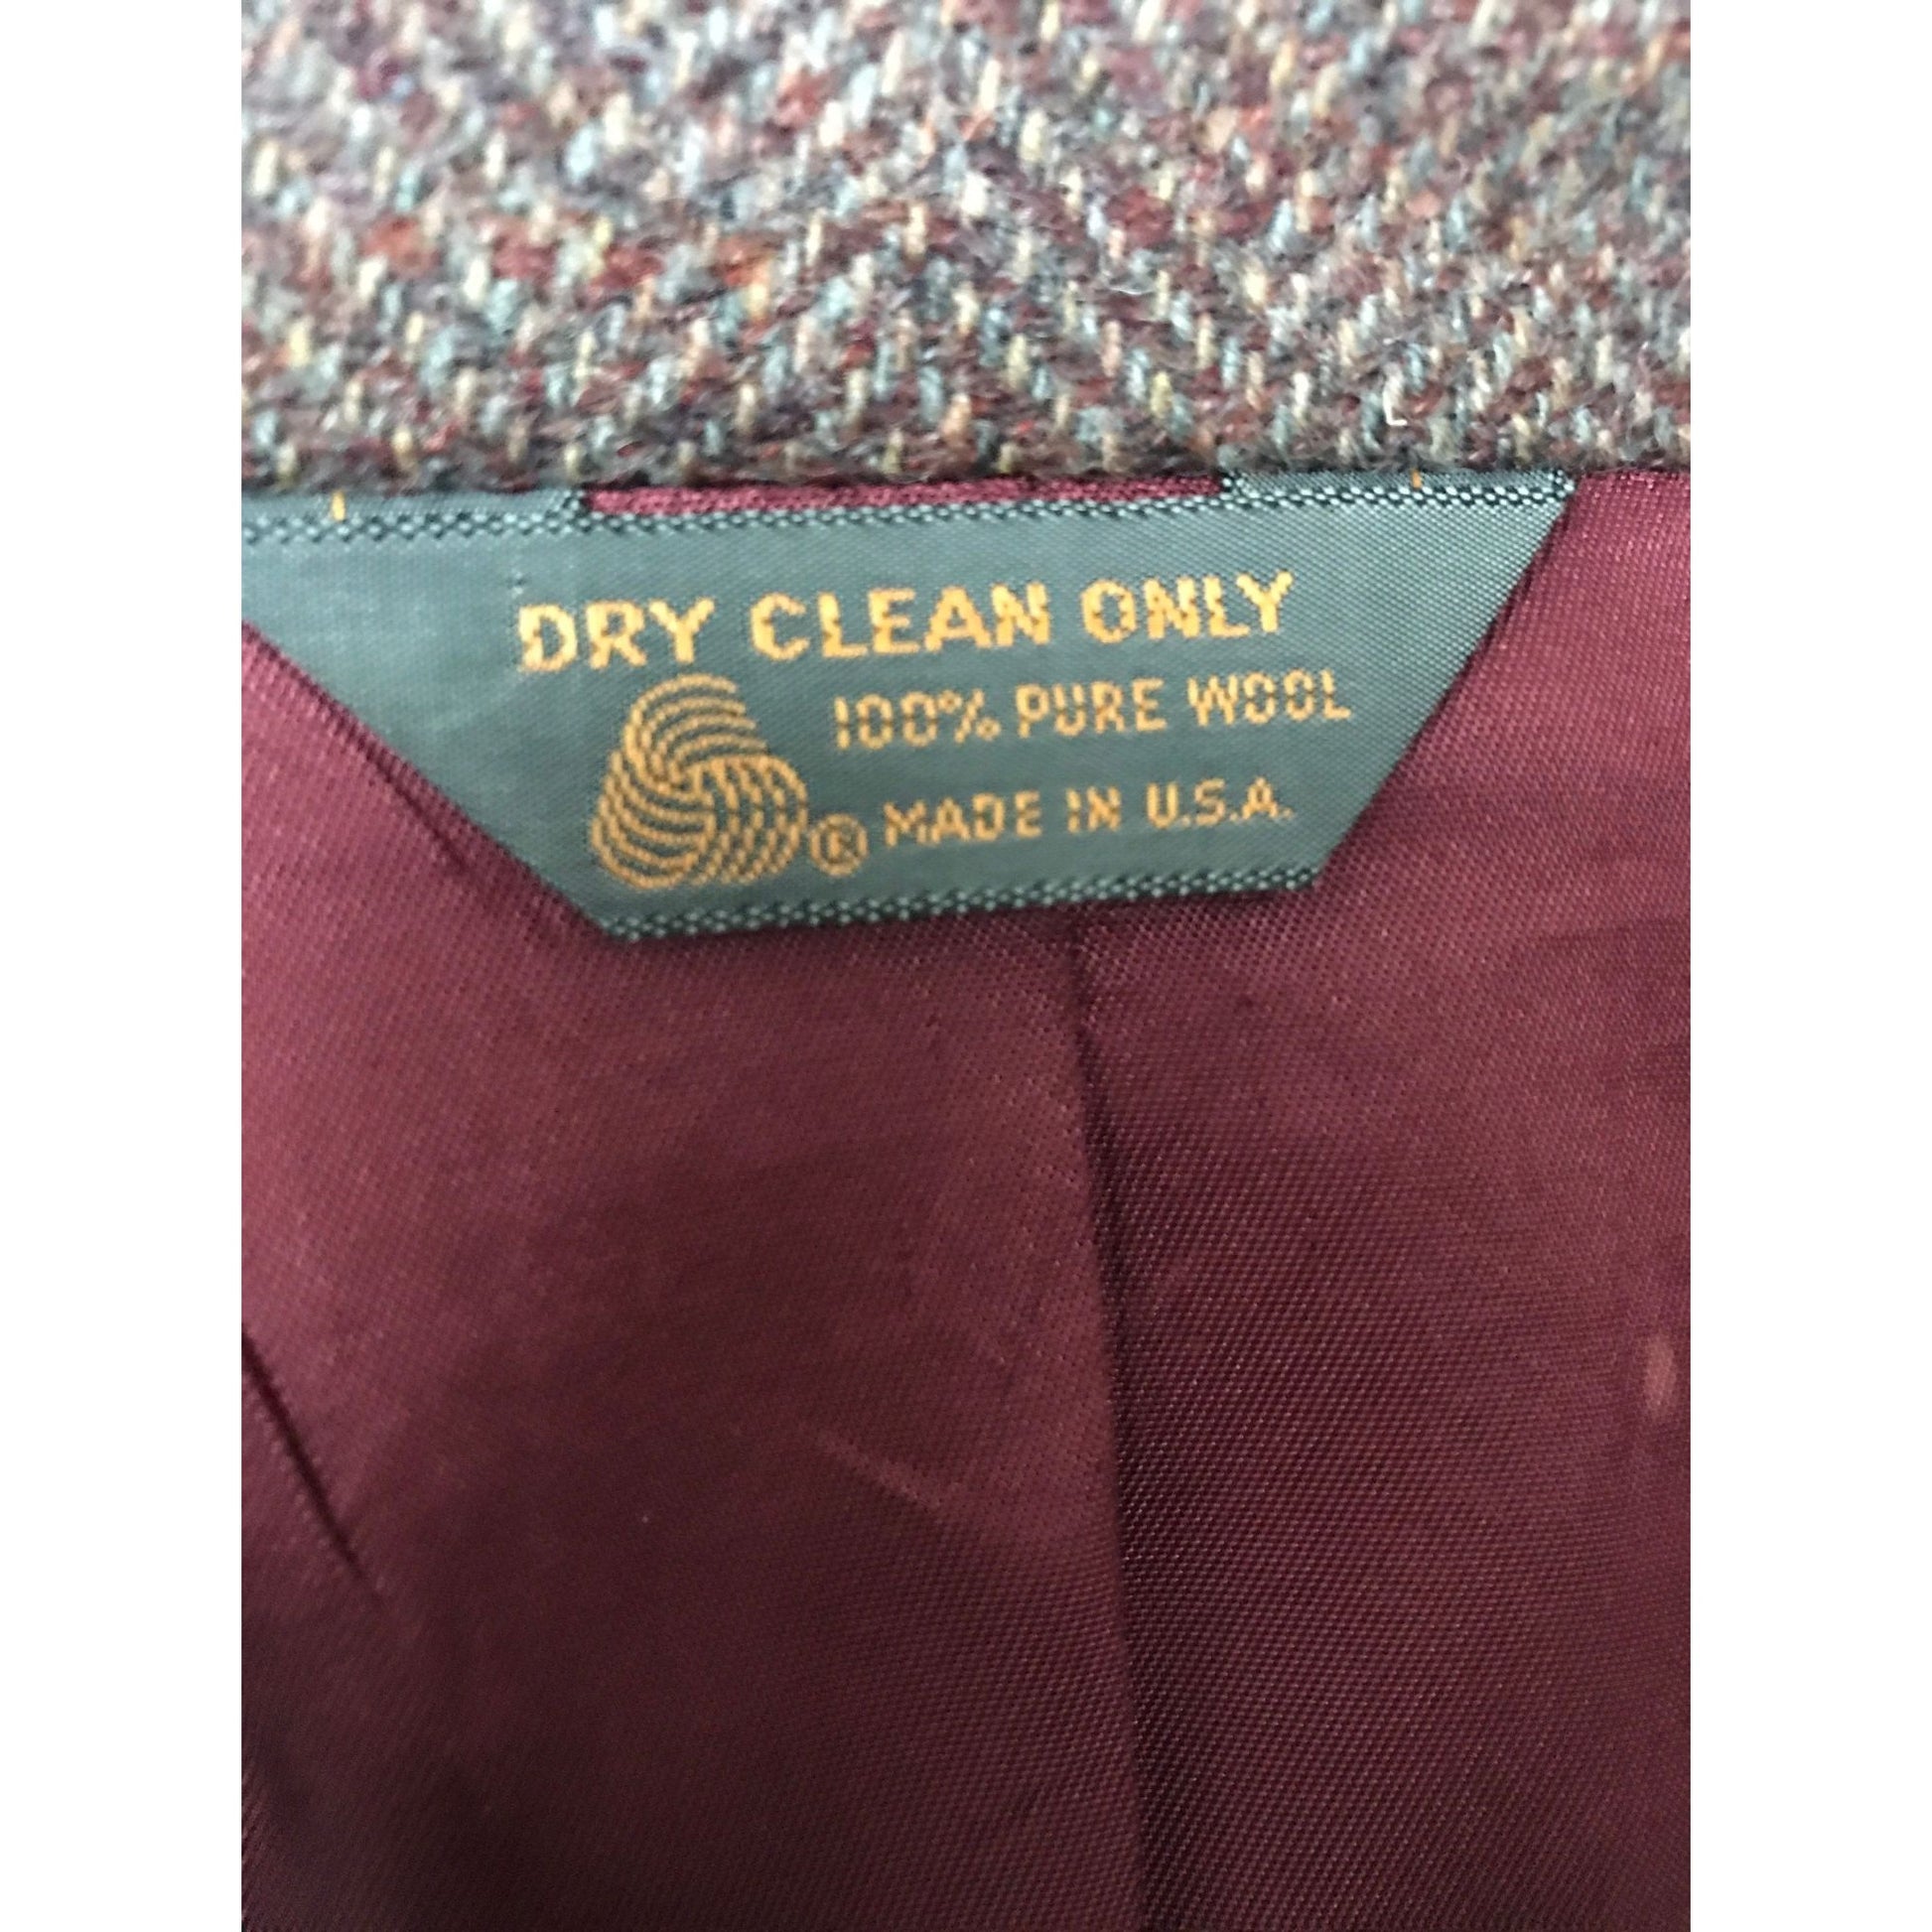 DRY CLEAN ONLY
100% PURE WOOL
® MADE IN U.S.A.